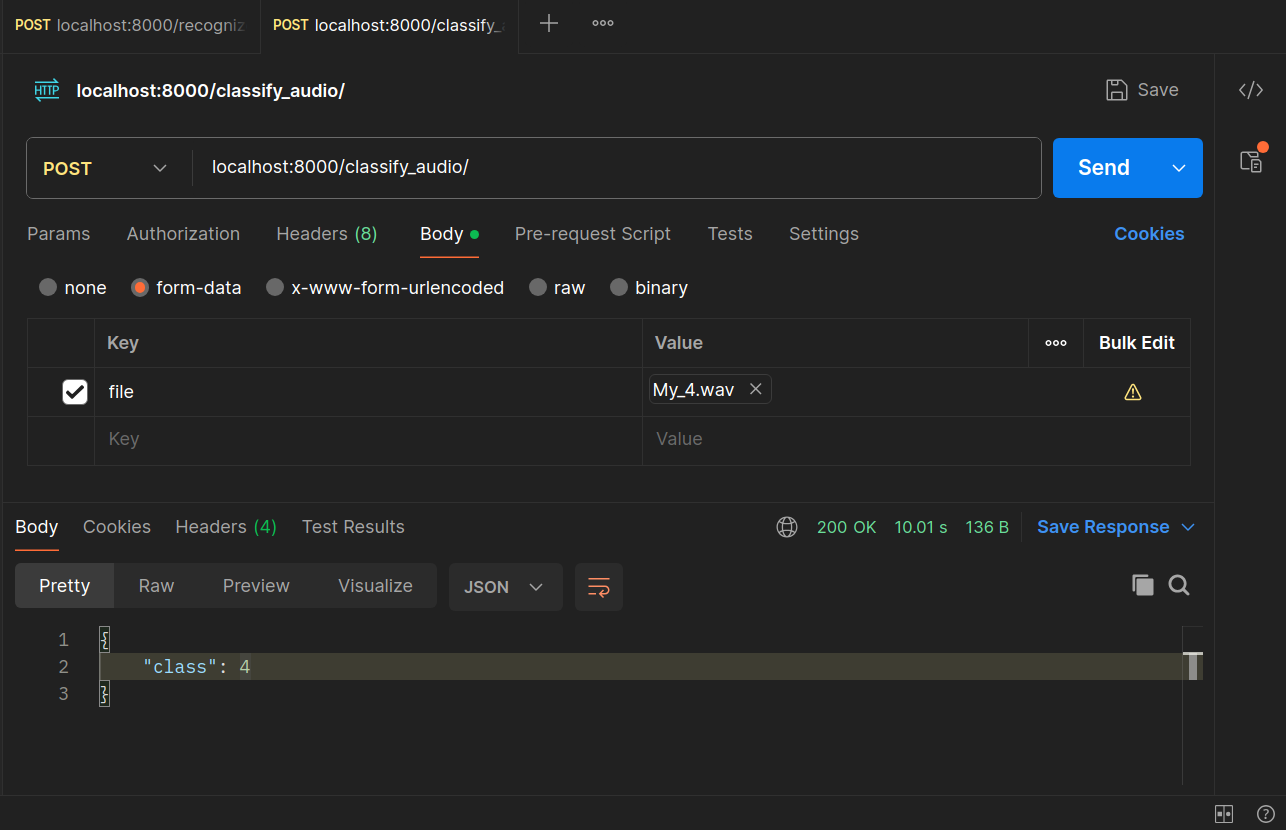 POST localhost:8000/recogniz
POST localhost:8000/classify_
HTTP localhost:8000/classify_audio/
Save
POST
localhost:8000/classify_audio/
Send
Params Authorization Headers (8) Body Pre-request Script Tests Settings Cookies
none form-data x-www-form-urlencoded raw binary
Key Value Bulk Edit
file My_4.wav
Key Value
Body Cookies Headers (4) Test Results 200 OK 10.01 s 136 B Save Response
Pretty Raw Preview Visualize JSON
1 {
2 "class": 4
3 }